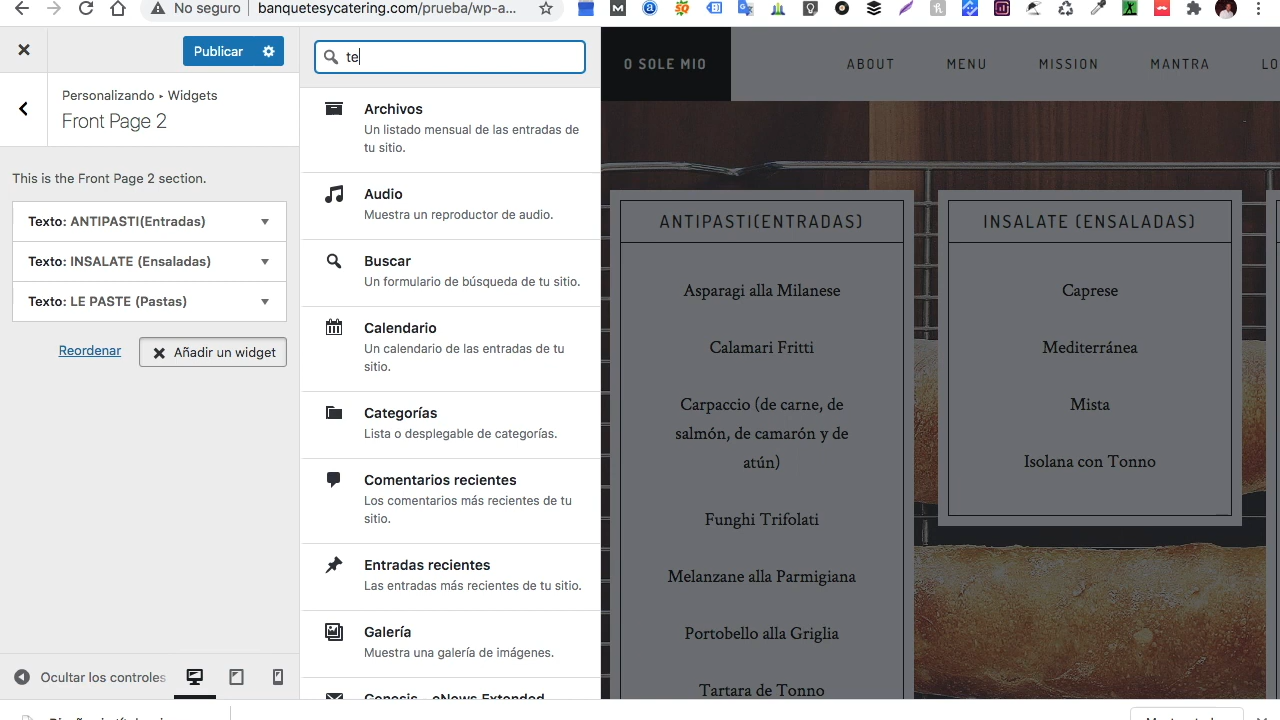 No seguro
banquetesycatering.com/prueba/wp-a...
Publicar
te
O SOLE MIO
ABOUT
MENU
MISSION
MANTRA
LO
Personalizando ▸ Widgets
Front Page 2
This is the Front Page 2 section.
Texto: ANTIPASTI(Entradas)
Texto: INSALATE (Ensaladas)
Texto: LE PASTE (Pastas)
Reordenar
Añadir un widget
Ocultar los controles
Archivos
Un listado mensual de las entradas de
tu sitio.
Audio
Muestra un reproductor de audio.
Buscar
Un formulario de búsqueda de tu sitio.
Calendario
Un calendario de las entradas de tu
sitio.
Categorías
Lista o desplegable de categorías.
Comentarios recientes
Los comentarios más recientes de tu
sitio.
Entradas recientes
Las entradas más recientes de tu sitio.
Galería
Muestra una galería de imágenes.
Genesis - eNews Extended
ANTIPASTI(ENTRADAS)
Asparagi alla Milanese
Calamari Fritti
Carpaccio (de carne, de
salmón, de camarón y de
atún)
Funghi Trifolati
Melanzane alla Parmigiana
Portobello alla Griglia
Tartara de Tonno
INSALATE (ENSALADAS)
Caprese
Mediterránea
Mista
Isolana con Tonno